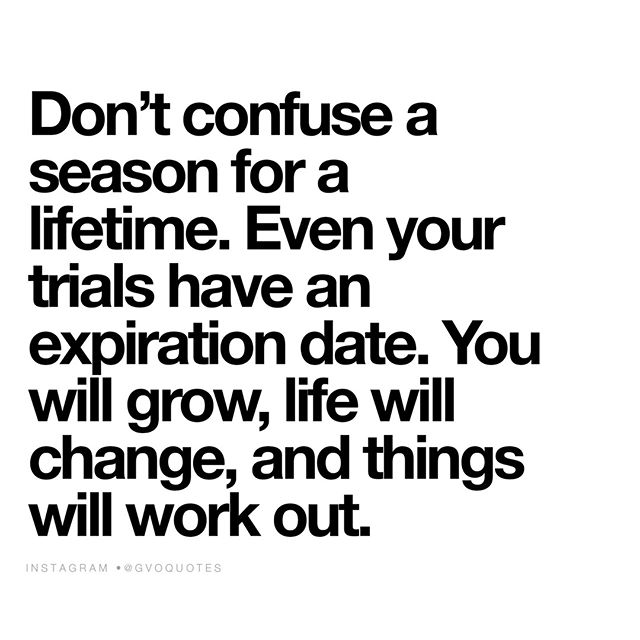 Don’t confuse a
season for a
lifetime. Even your
trials have an
expiration date. You
will grow, life will
change, and things
will work out.
INSTAGRAM •@GVOQUOTES